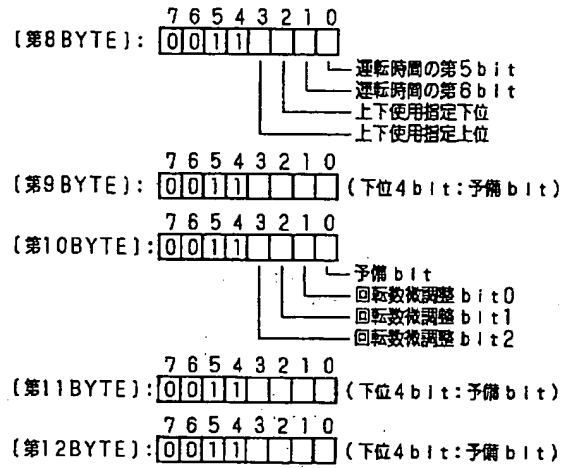 7 6 5 4 3 2 1 0
[第8BYTE]: 0 0 1 1
運転時間の第5bit
運転時間の第6bit
上下使用指定下位
上下使用指定上位
7 6 5 4 3 2 1 0
[第9BYTE]: 0 0 1 1 (下位4bit:予備bit)
7 6 5 4 3 2 1 0
[第10BYTE]: 0 0 1 1
予備bit
回転数微調整bit0
回転数微調整bit1
回転数微調整bit2
7 6 5 4 3 2 1 0
[第11BYTE]: 0 0 1 1 (下位4bit:予備bit)
7 6 5 4 3 2 1 0
[第12BYTE]: 0 0 1 1 (下位4bit:予備bit)